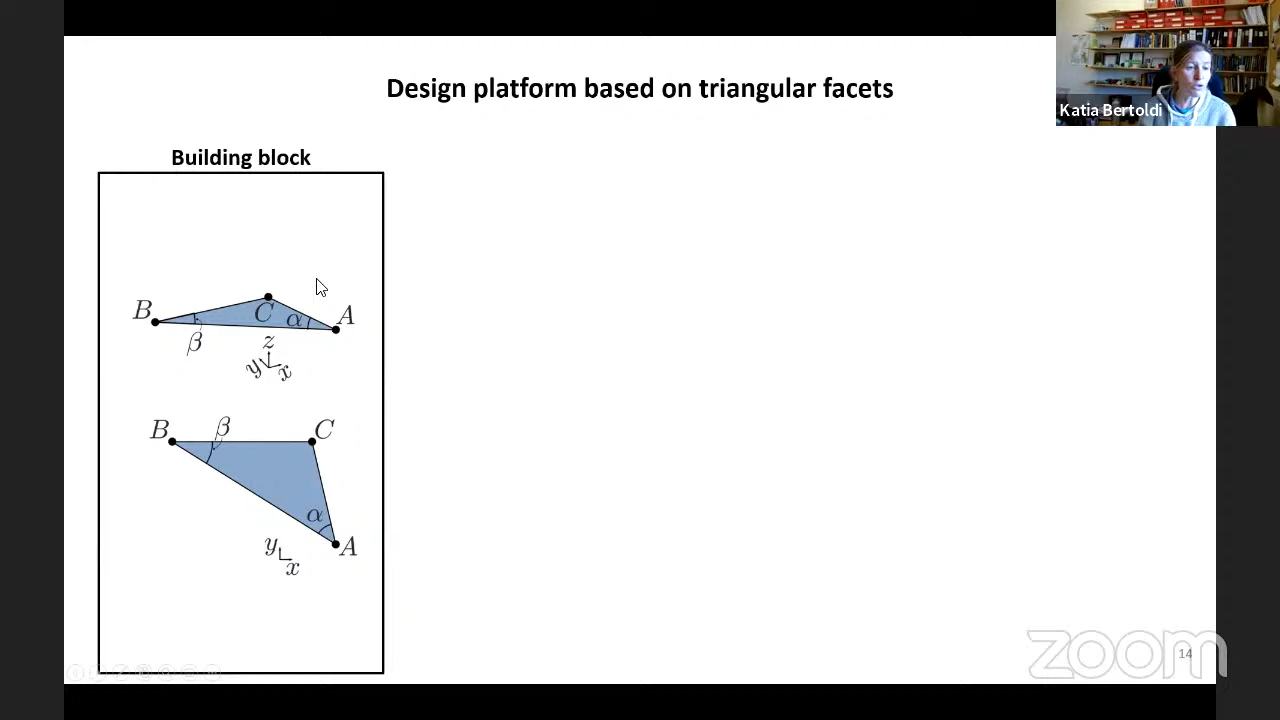 Design platform based on triangular facets
Katia Bertoldi
Building block
B
C
α
A
β
z
y
x
B
β
C
α
y
A
x
zoom
14